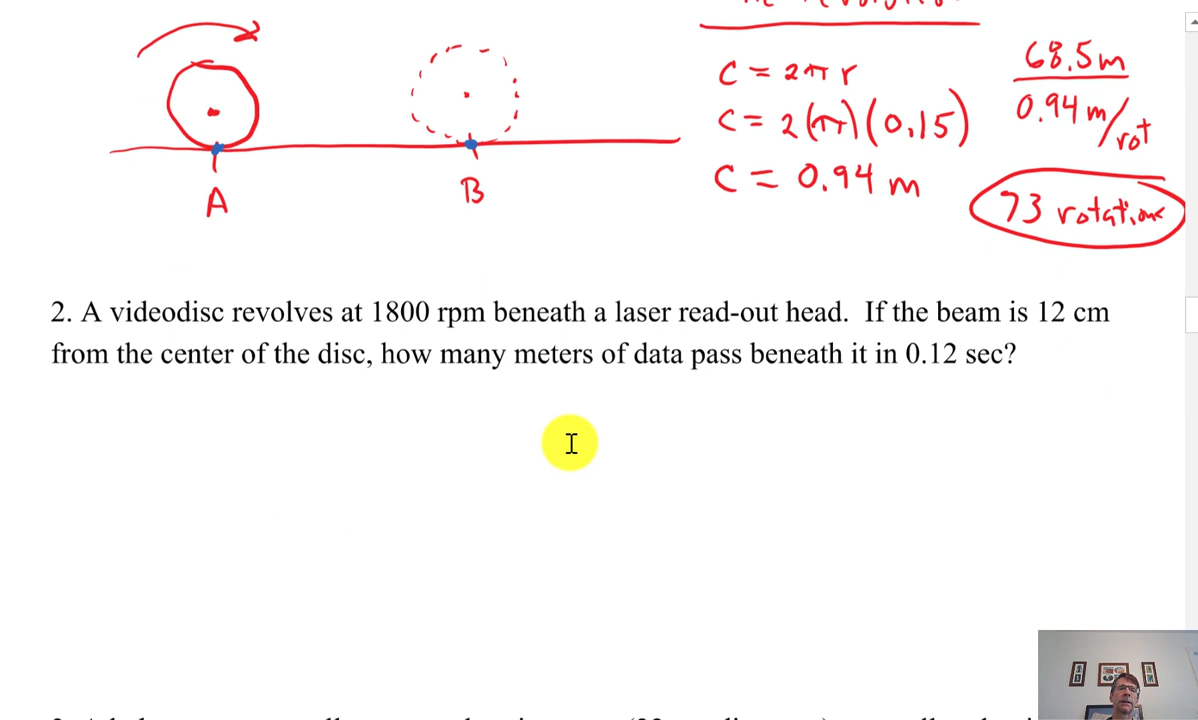 C = 2πr
C = 2(π)(0.15)
C = 0.94 m
68.5m
0.94 m/rot
73 rotations
A
B
2. A videodisc revolves at 1800 rpm beneath a laser read-out head. If the beam is 12 cm
from the center of the disc, how many meters of data pass beneath it in 0.12 sec?